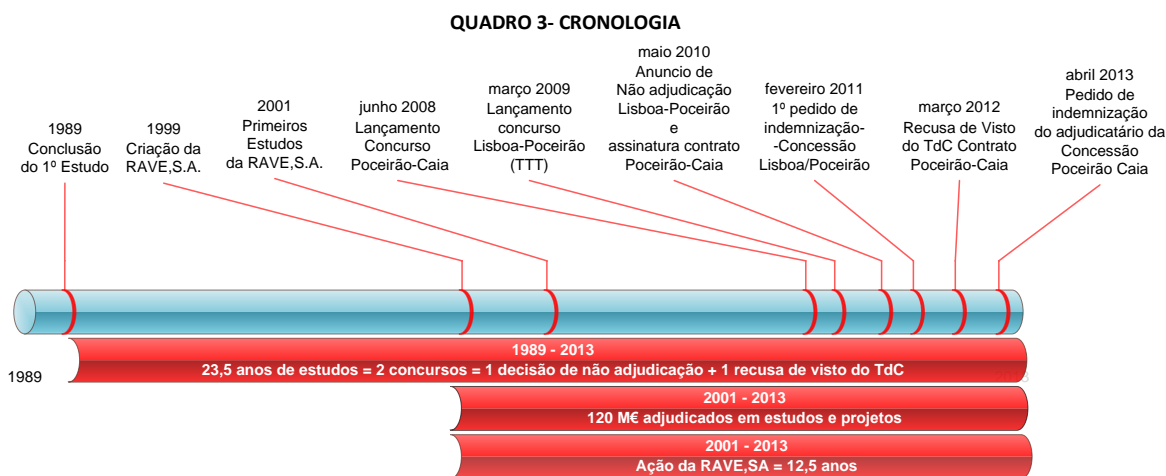 QUADRO 3- CRONOLOGIA
1989
Conclusão
do 1º Estudo
1999
Criação da
RAVE,S.A.
2001
Primeiros
Estudos
da RAVE,S.A.
junho 2008
Lançamento
Concurso
Poceirão-Caia
março 2009
Lançamento
concurso
Lisboa-Poceirão
(TTT)
maio 2010
Anuncio de
Não adjudicação
Lisboa-Poceirão
e
assinatura contrato
Poceirão-Caia
fevereiro 2011
1º pedido de
indemnização-
-Concessão
Lisboa/Poceirão
março 2012
Recusa de Visto
do TdC Contrato
Poceirão-Caia
abril 2013
Pedido de
indemnização
do adjudicatário da
Concessão
Poceirão Caia
1989
1989 - 2013
23,5 anos de estudos = 2 concursos = 1 decisão de não adjudicação + 1 recusa de visto do TdC
2001 - 2013
120 M€ adjudicados em estudos e projetos
2001 - 2013
Ação da RAVE,SA = 12,5 anos